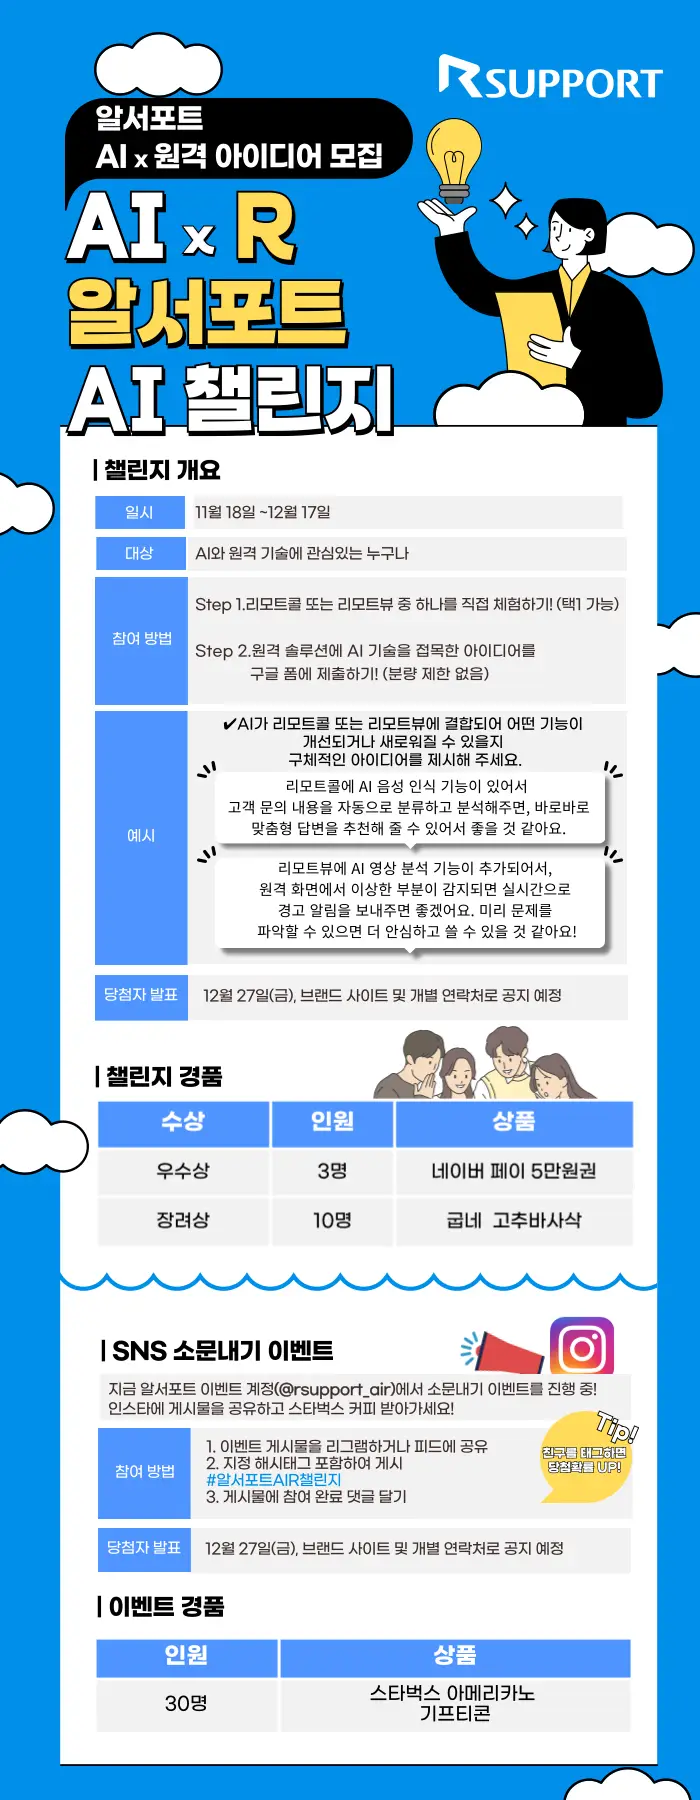 RSUPPORT
알서포트
AI x 원격 아이디어 모집
AI x R
알서포트
AI 챌린지
| 챌린지 개요
일시
11월 18일 ~12월 17일
대상
AI와 원격 기술에 관심있는 누구나
참여 방법
Step 1.리모트콜 또는 리모트뷰 중 하나를 직접 체험하기! (택1 가능)
Step 2.원격 솔루션에 AI 기술을 접목한 아이디어를
구글 폼에 제출하기! (분량 제한 없음)
예시
✔AI가 리모트콜 또는 리모트뷰에 결합되어 어떤 기능이
개선되거나 새로워질 수 있을지
구체적인 아이디어를 제시해 주세요.
리모트콜에 AI 음성 인식 기능이 있어서
고객 문의 내용을 자동으로 분류하고 분석해주면, 바로바로
맞춤형 답변을 추천해 줄 수 있어서 좋을 것 같아요.
리모트뷰에 AI 영상 분석 기능이 추가되어서,
원격 화면에서 이상한 부분이 감지되면 실시간으로
경고 알림을 보내주면 좋겠어요. 미리 문제를
파악할 수 있으면 더 안심하고 쓸 수 있을 것 같아요!
당첨자 발표
12월 27일(금), 브랜드 사이트 및 개별 연락처로 공지 예정
| 챌린지 경품
수상 인원 상품
우수상 3명 네이버 페이 5만원권
장려상 10명 굽네 고추바사삭
| SNS 소문내기 이벤트
지금 알서포트 이벤트 계정(@rsupport_air)에서 소문내기 이벤트를 진행 중!
인스타에 게시물을 공유하고 스타벅스 커피 받아가세요!
참여 방법
1. 이벤트 게시물을 리그램하거나 피드에 공유
2. 지정 해시태그 포함하여 게시
#알서포트AIR챌린지
3. 게시물에 참여 완료 댓글 달기
Tip!
친구를 태그하면
당첨확률 UP!
당첨자 발표
12월 27일(금), 브랜드 사이트 및 개별 연락처로 공지 예정
| 이벤트 경품
인원 상품
30명
스타벅스 아메리카노
기프티콘